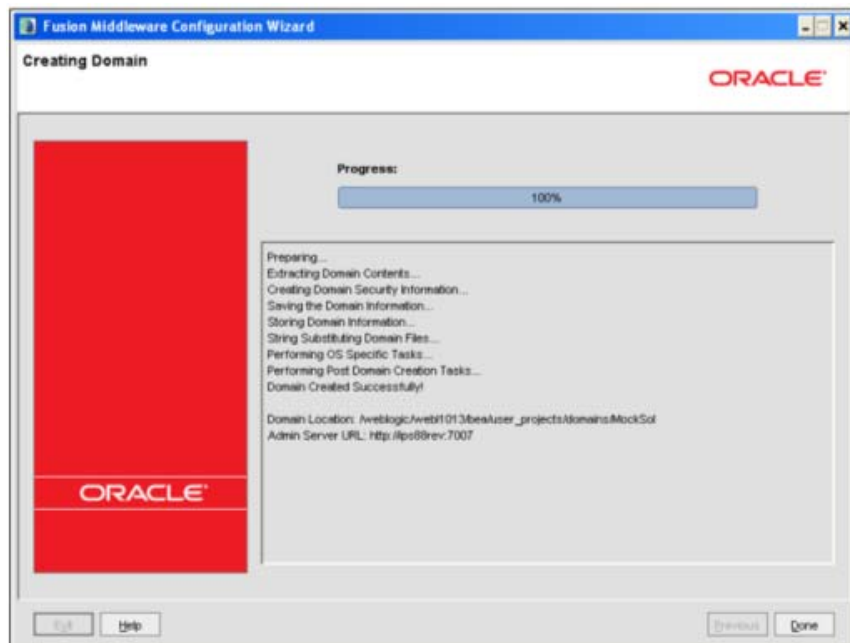 Fusion Middleware Configuration Wizard
Creating Domain
ORACLE
Progress:
100%
Preparing...
Extracting Domain Contents...
Creating Domain Security Information...
Saving the Domain Information...
Storing Domain Information...
String Substituting Domain Files...
Performing OS Specific Tasks...
Performing Post Domain Creation Tasks...
Domain Created Successfully!
Domain Location: /weblogic/webl1013/bea/user_projects/domains/MockSol
Admin Server URL: http://lps88rev:7007
ORACLE
Exit Help Previous Done